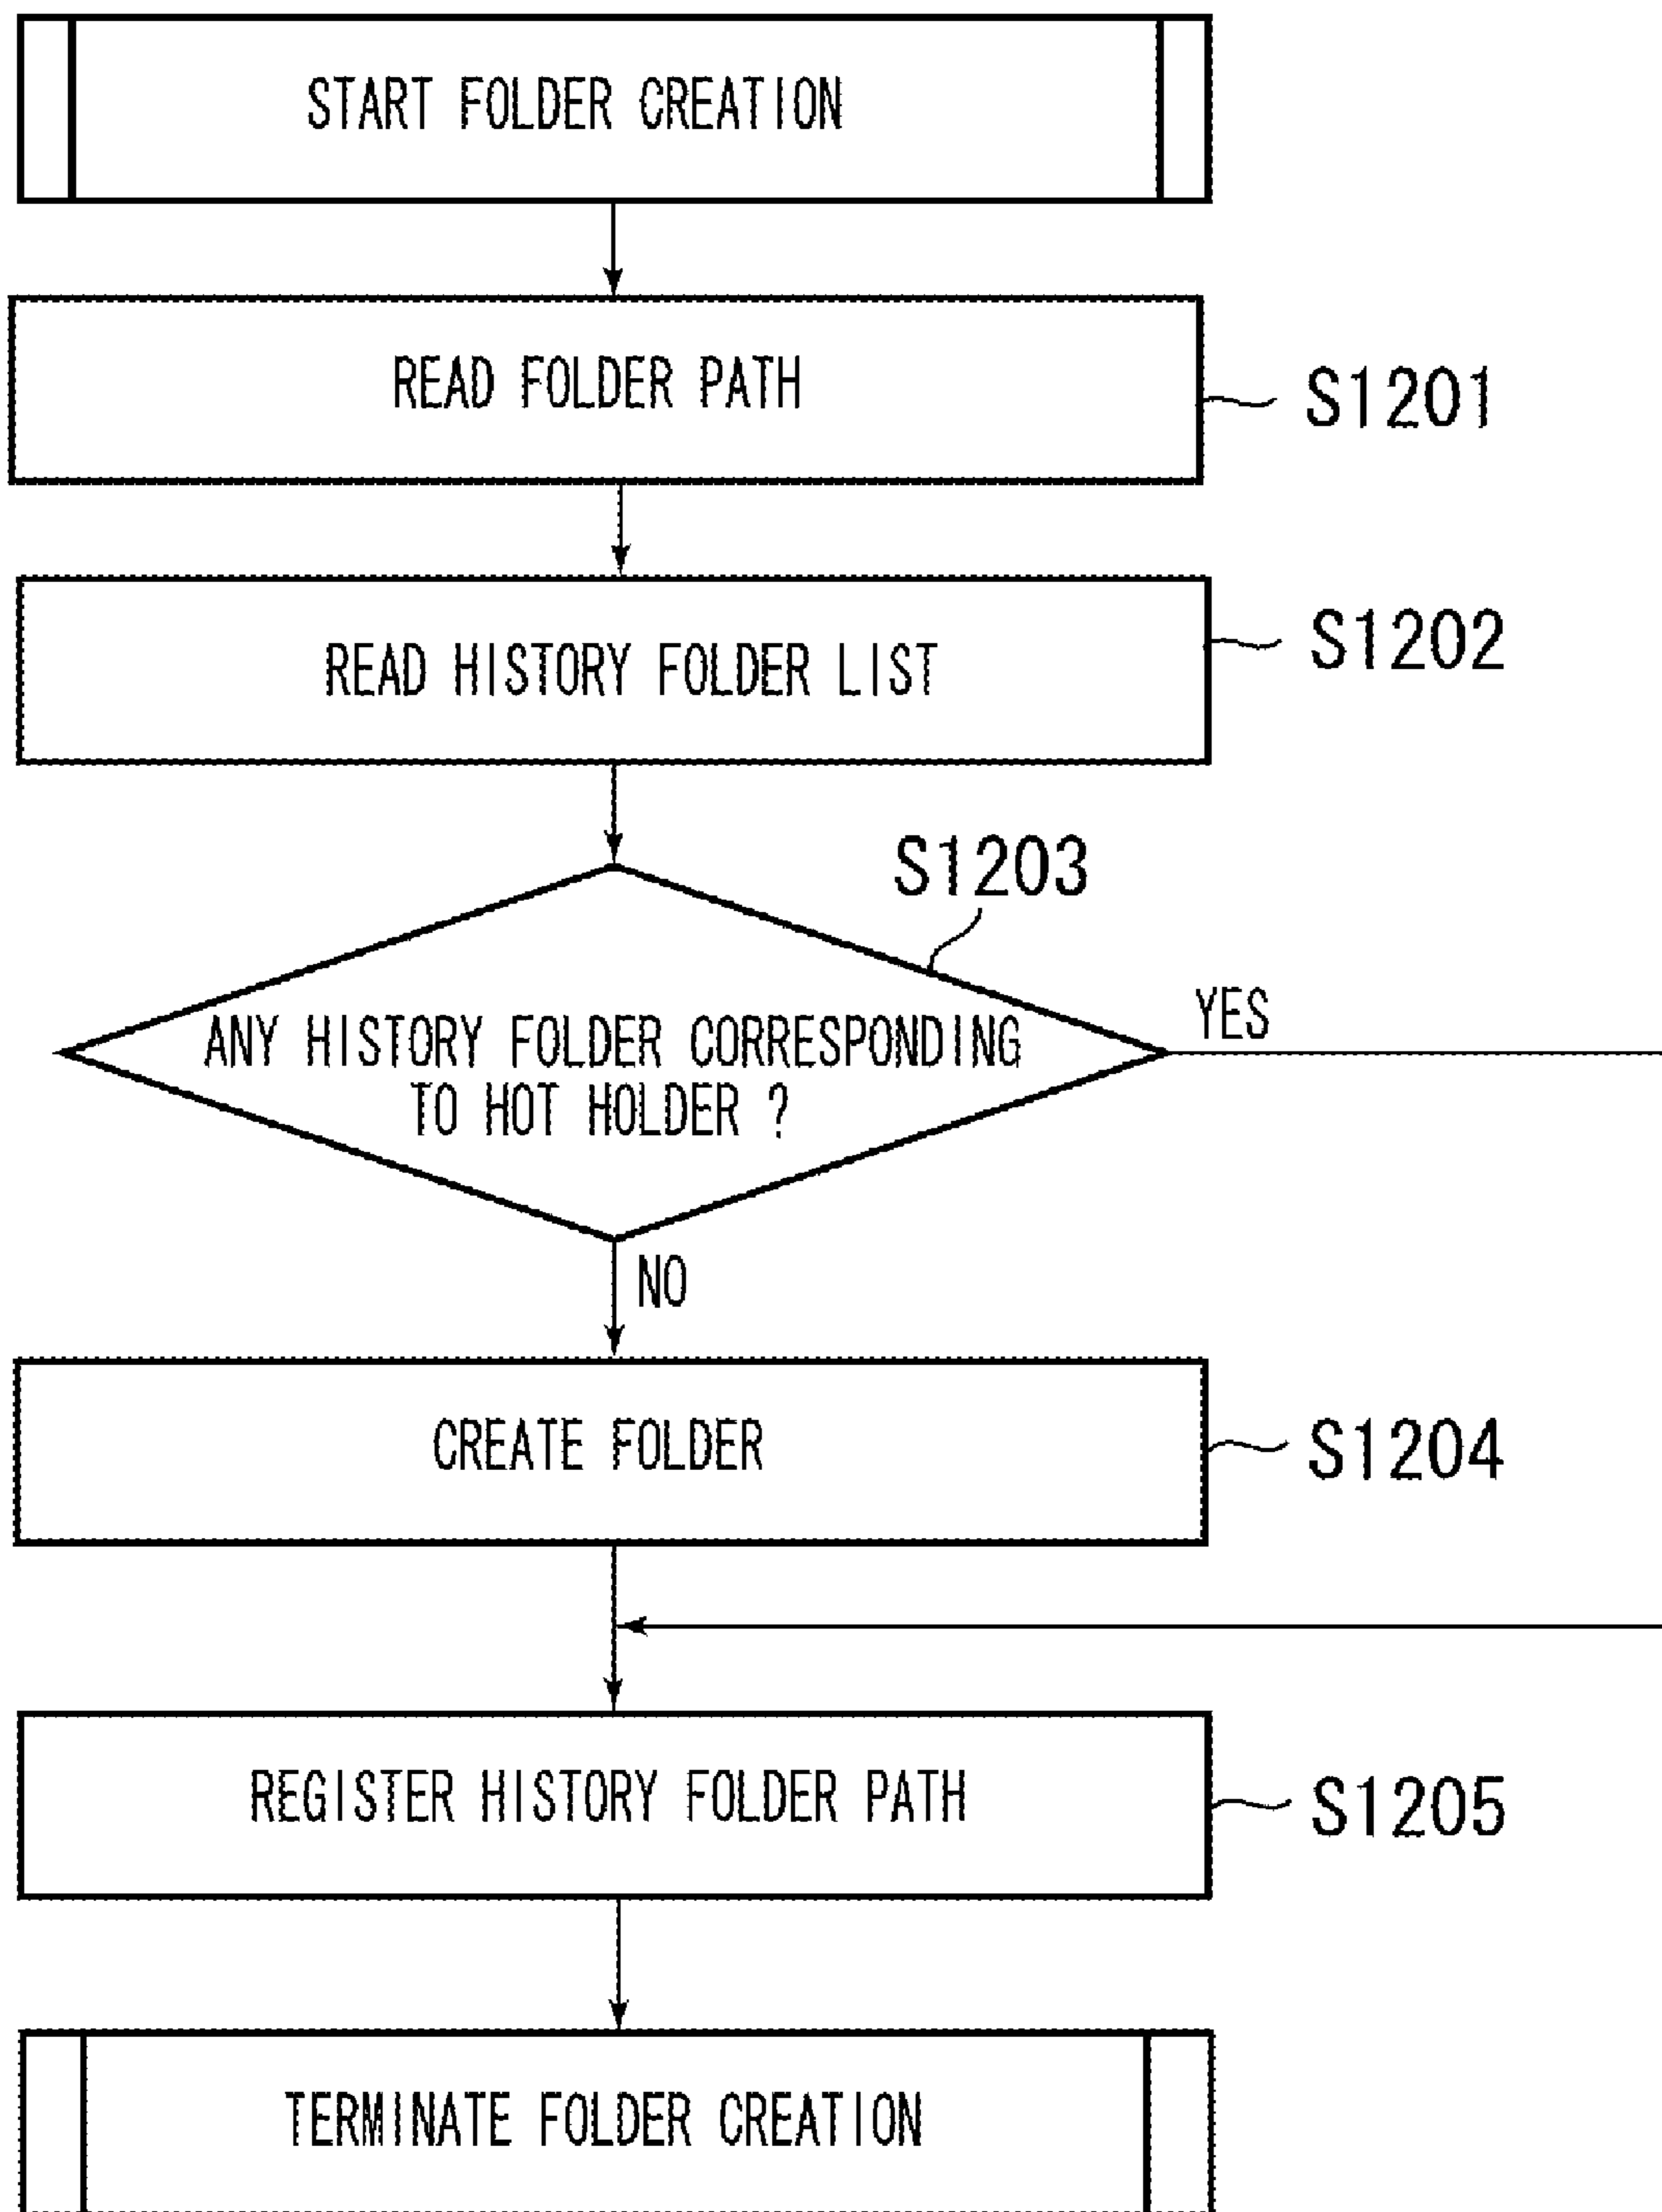 START FOLDER CREATION
READ FOLDER PATH
S1201
READ HISTORY FOLDER LIST
S1202
S1203
ANY HISTORY FOLDER CORRESPONDING
TO HOT HOLDER ?
YES
NO
CREATE FOLDER
S1204
REGISTER HISTORY FOLDER PATH
S1205
TERMINATE FOLDER CREATION